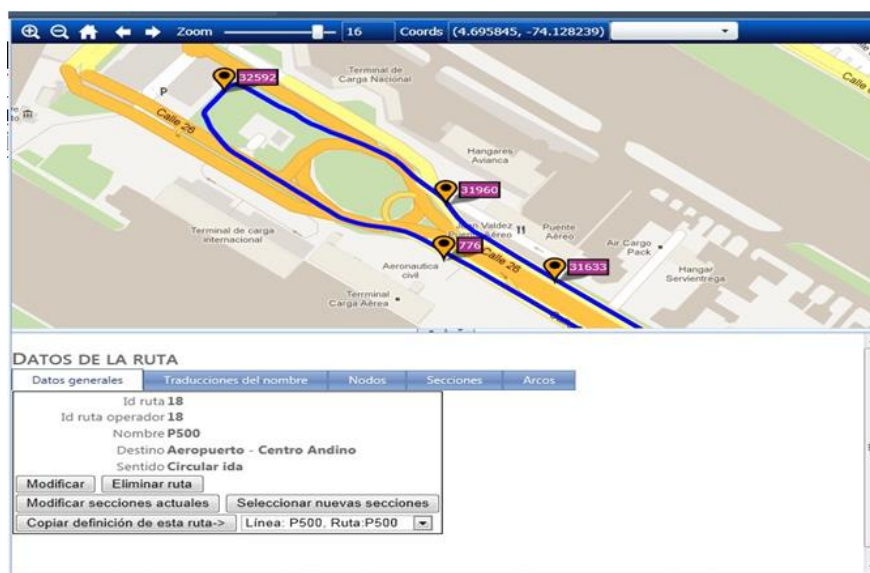 Zoom 16 Coords (4.695845, -74.128239)
32592
Terminal de
Carga Nacional
P
Calle 26
Calle
Hangares
Avianca
31960
Juan Valdez
Puente Aéreo
Puente
Aéreo
776
Calle 26
Air Cargo
Pack
Terminal de carga
internacional
Aeronautica
civil
31633
Hangar
Servientrega
Terminal
Carga Aérea
DATOS DE LA RUTA
Datos generales Traducciones del nombre Nodos Secciones Arcos
Id ruta 18
Id ruta operador 18
Nombre P500
Destino Aeropuerto - Centro Andino
Sentido Circular ida
Modificar Eliminar ruta
Modificar secciones actuales Seleccionar nuevas secciones
Copiar definición de esta ruta-> Línea: P500, Ruta:P500